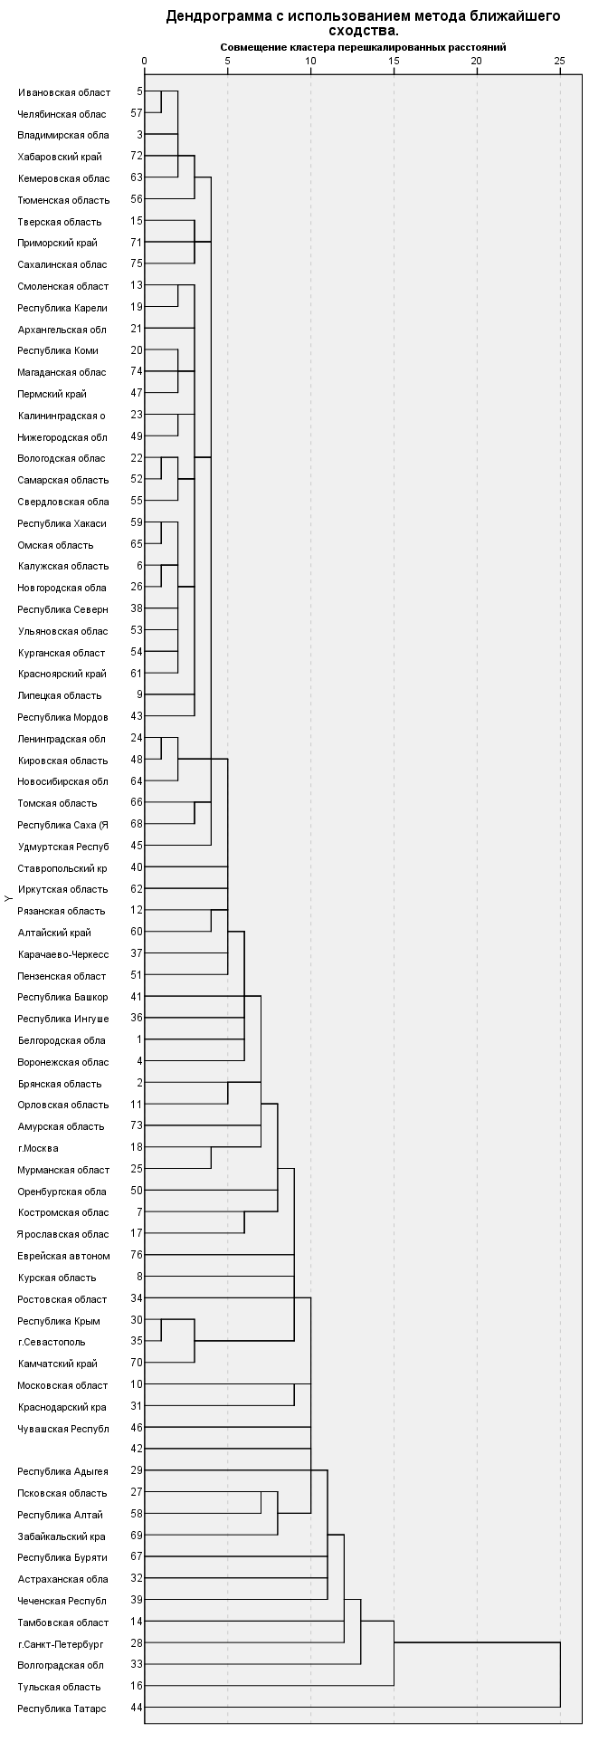 Дендрограмма с использованием метода ближайшего
сходства.
Совмещение кластера перешкалированных расстояний
0 5 10 15 20 25
Ивановская област 5
Челябинская облас 57
Владимирская обла 3
Хабаровский край 72
Кемеровская облас 63
Тюменская область 56
Тверская область 15
Приморский край 71
Сахалинская облас 75
Смоленская област 13
Республика Карели 19
Архангельская обл 21
Республика Коми 20
Магаданская облас 74
Пермский край 47
Калининградская о 23
Нижегородская обл 49
Вологодская облас 22
Самарская область 52
Свердловская обла 55
Республика Хакаси 59
Омская область 65
Калужская область 6
Новгородская обла 26
Республика Северн 38
Ульяновская облас 53
Курганская област 54
Красноярский край 61
Липецкая область 9
Республика Мордов 43
Ленинградская обл 24
Кировская область 48
Новосибирская обл 64
Томская область 66
Республика Саха (Я 68
Удмуртская Респуб 45
Ставропольский кр 40
Иркутская область 62
Y
Рязанская область 12
Алтайский край 60
Карачаево-Черкесс 37
Пензенская област 51
Республика Башкор 41
Республика Ингуше 36
Белгородская обла 1
Воронежская облас 4
Брянская область 2
Орловская область 11
Амурская область 73
г.Москва 18
Мурманская област 25
Оренбургская обла 50
Костромская облас 7
Ярославская облас 17
Еврейская автоном 76
Курская область 8
Ростовская област 34
Республика Крым 30
г.Севастополь 35
Камчатский край 70
Московская област 10
Краснодарский кра 31
Чувашская Республ 46
42
Республика Адыгея 29
Псковская область 27
Республика Алтай 58
Забайкальский кра 69
Республика Буряти 67
Астраханская обла 32
Чеченская Республ 39
Тамбовская област 14
г.Санкт-Петербург 28
Волгоградская обл 33
Тульская область 16
Республика Татарс 44